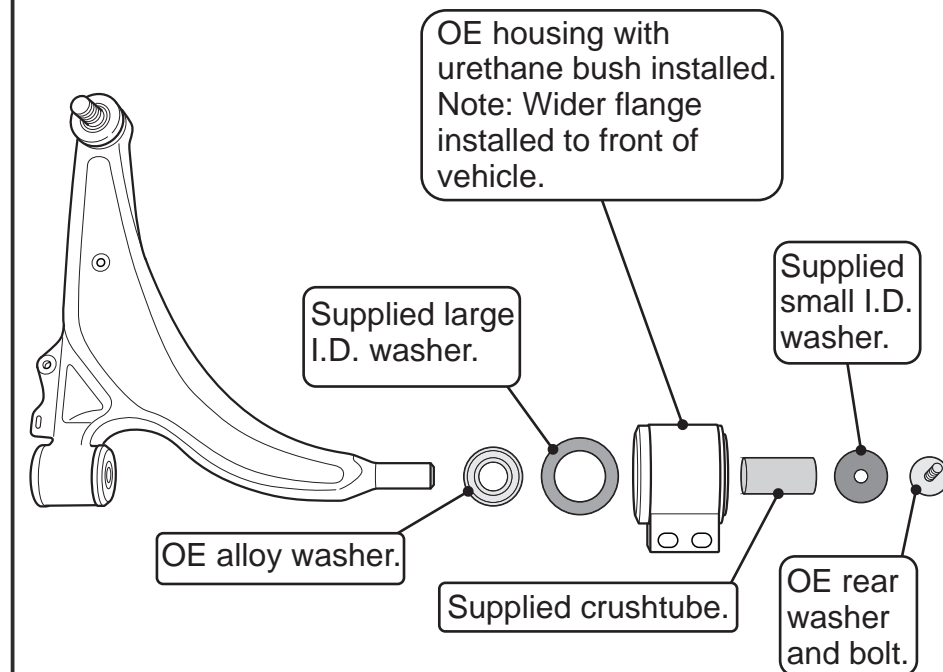 OE housing with
urethane bush installed.
Note: Wider flange
installed to front of
vehicle.
Supplied
small I.D.
washer.
Supplied large
I.D. washer.
OE alloy washer.
Supplied crushtube.
OE rear
washer
and bolt.